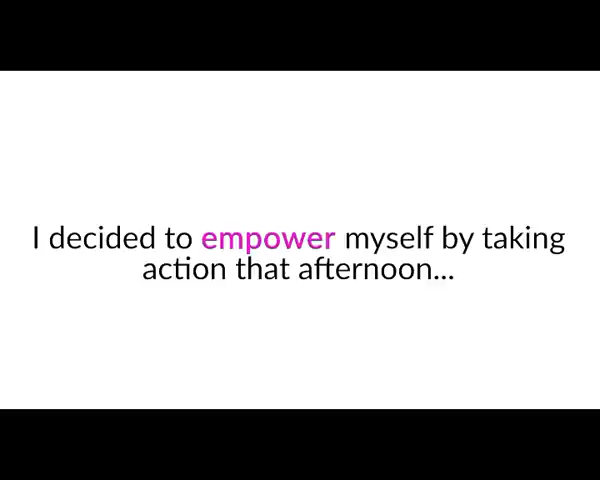 I decided to empower myself by taking
action that afternoon...